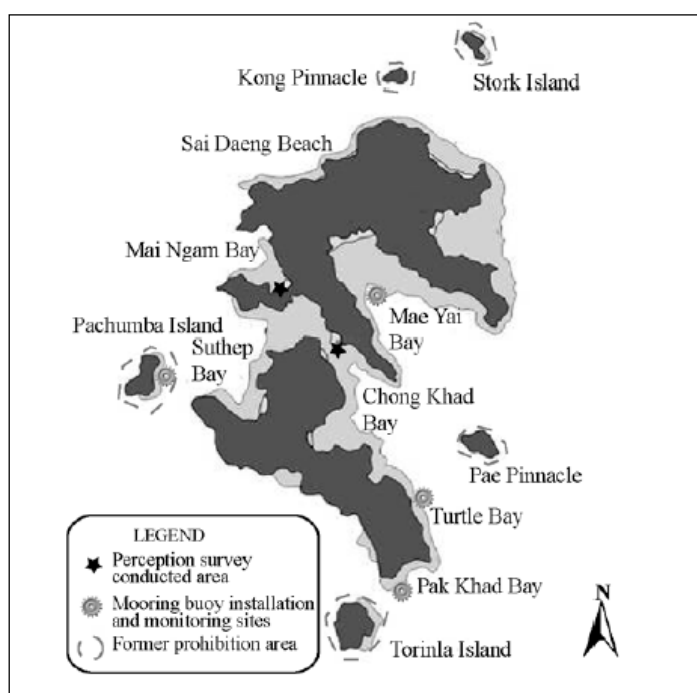 Stork Island
Kong Pinnacle
Sai Daeng Beach
Mai Ngam Bay
Pachumba Island
Suthep
Bay
Mae Yai
Bay
Chong Khad
Bay
Pae Pinnacle
Turtle Bay
Pak Khad Bay
Torinla Island
LEGEND
Perception survey
conducted area
Mooring buoy installation
and monitoring sites
Former prohibition area
N